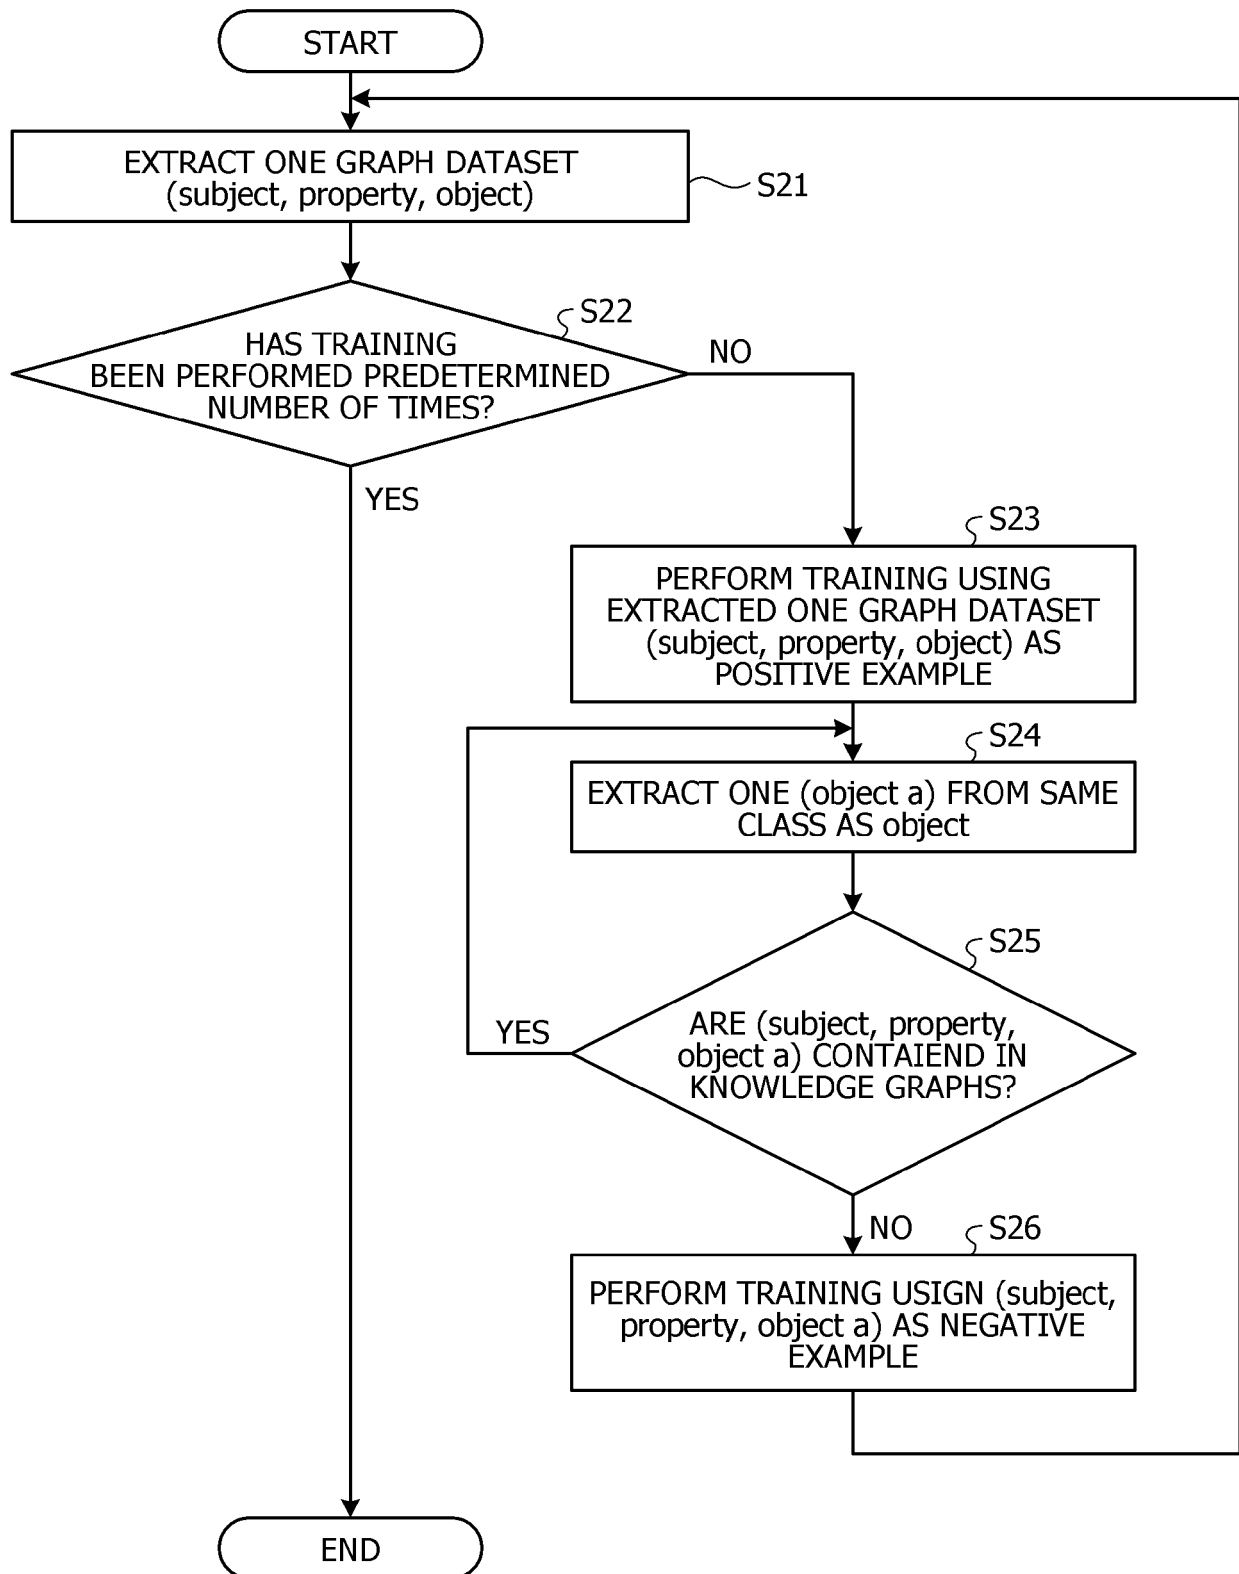 START
EXTRACT ONE GRAPH DATASET
(subject, property, object)
S21
S22
HAS TRAINING
BEEN PERFORMED PREDETERMINED
NUMBER OF TIMES?
NO
YES
S23
PERFORM TRAINING USING
EXTRACTED ONE GRAPH DATASET
(subject, property, object) AS
POSITIVE EXAMPLE
S24
EXTRACT ONE (object a) FROM SAME
CLASS AS object
S25
ARE (subject, property,
object a) CONTAIEND IN
KNOWLEDGE GRAPHS?
YES
NO
S26
PERFORM TRAINING USIGN (subject,
property, object a) AS NEGATIVE
EXAMPLE
END